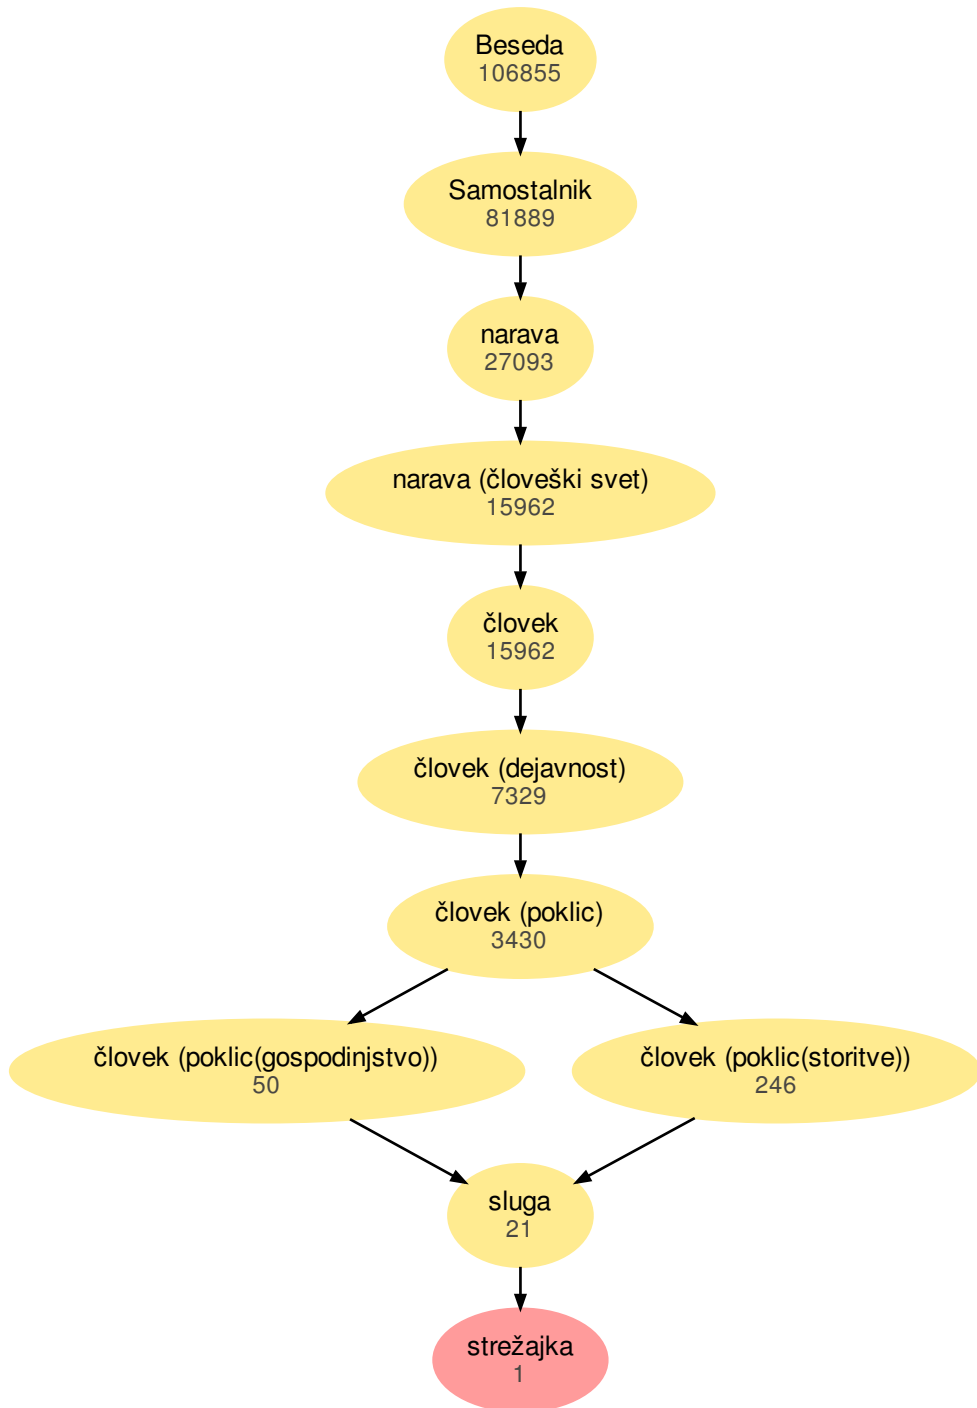 Beseda
106855
Samostalnik
81889
narava
27093
narava (človeški svet)
15962
človek
15962
človek (dejavnost)
7329
človek (poklic)
3430
človek (poklic(gospodinjstvo))
50
človek (poklic(storitve))
246
sluga
21
strežajka
1